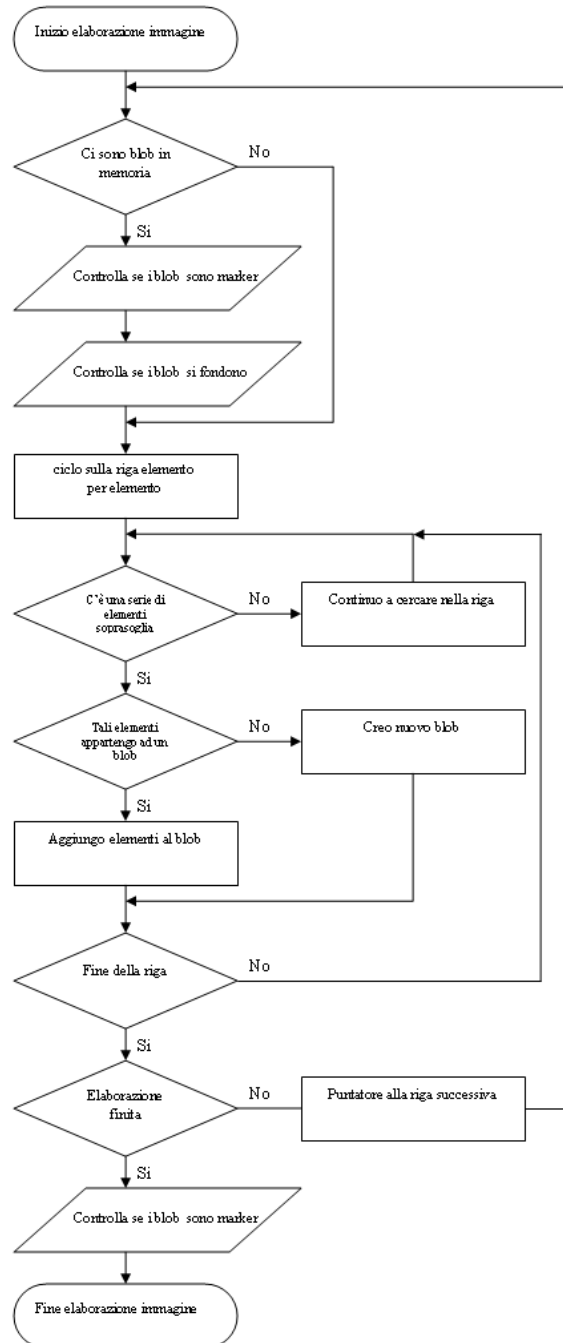 Inizio elaborazione immagine
Ci sono blob in
memoria
No
Si
Controlla se i blob sono marker
Controlla se i blob si fondono
ciclo sulla riga elemento
per elemento
C'è una serie di
elementi
soprasoglia
No
Continuo a cercare nella riga
Si
Tali elementi
appartengo ad un
blob
No
Creo nuovo blob
Si
Aggiungo elementi al blob
Fine della riga
No
Si
Elaborazione
finita
No
Puntatore alla riga successiva
Si
Controlla se i blob sono marker
Fine elaborazione immagine